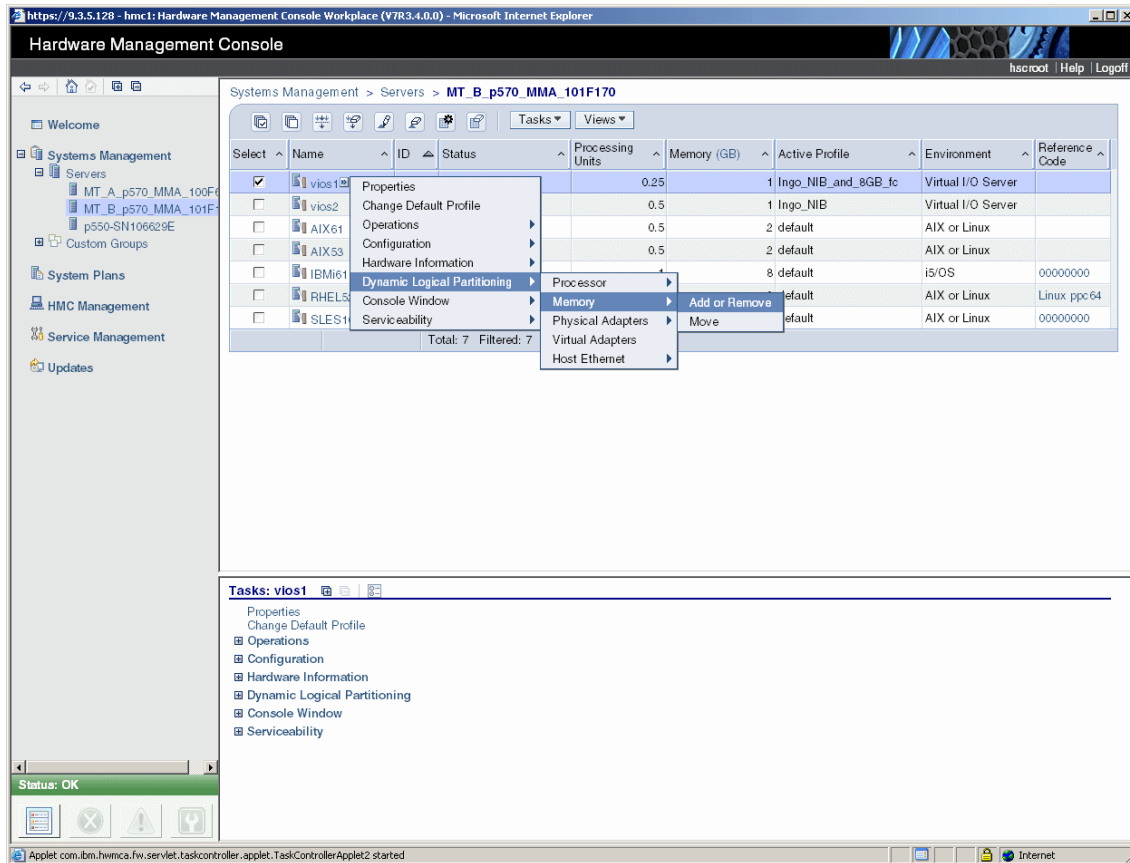 https://9.3.5.128 - hmc1: Hardware Management Console Workplace (V7R3.4.0.0) - Microsoft Internet Explorer
Hardware Management Console
hscroot | Help | Logoff
Systems Management > Servers > MT_B_p570_MMA_101F170
Welcome
Systems Management
Servers
MT_A_p570_MMA_100F6
MT_B_p570_MMA_101F
p550-SN106629E
Custom Groups
System Plans
HMC Management
Service Management
Updates
Tasks Views
Select Name ID Status Processing Units Memory (GB) Active Profile Environment Reference Code
vios1 0.25 1 Ingo_NIB_and_8GB_fc Virtual I/O Server
vios2 0.5 1 Ingo_NIB Virtual I/O Server
AIX61 0.5 2 default AIX or Linux
AIX53 0.5 2 default AIX or Linux
IBMi61 8 default i5/OS 00000000
RHEL5 efault AIX or Linux Linux ppc64
SLES1 efault AIX or Linux 00000000
Total: 7 Filtered: 7
Properties
Change Default Profile
Operations
Configuration
Hardware Information
Dynamic Logical Partitioning
Console Window
Serviceability
Processor
Memory
Physical Adapters
Virtual Adapters
Host Ethernet
Add or Remove
Move
Tasks: vios1
Properties
Change Default Profile
Operations
Configuration
Hardware Information
Dynamic Logical Partitioning
Console Window
Serviceability
Status: OK
Applet com.ibm.hwmca.fw.servlet.taskcontroller.applet.TaskControllerApplet2 started
Internet